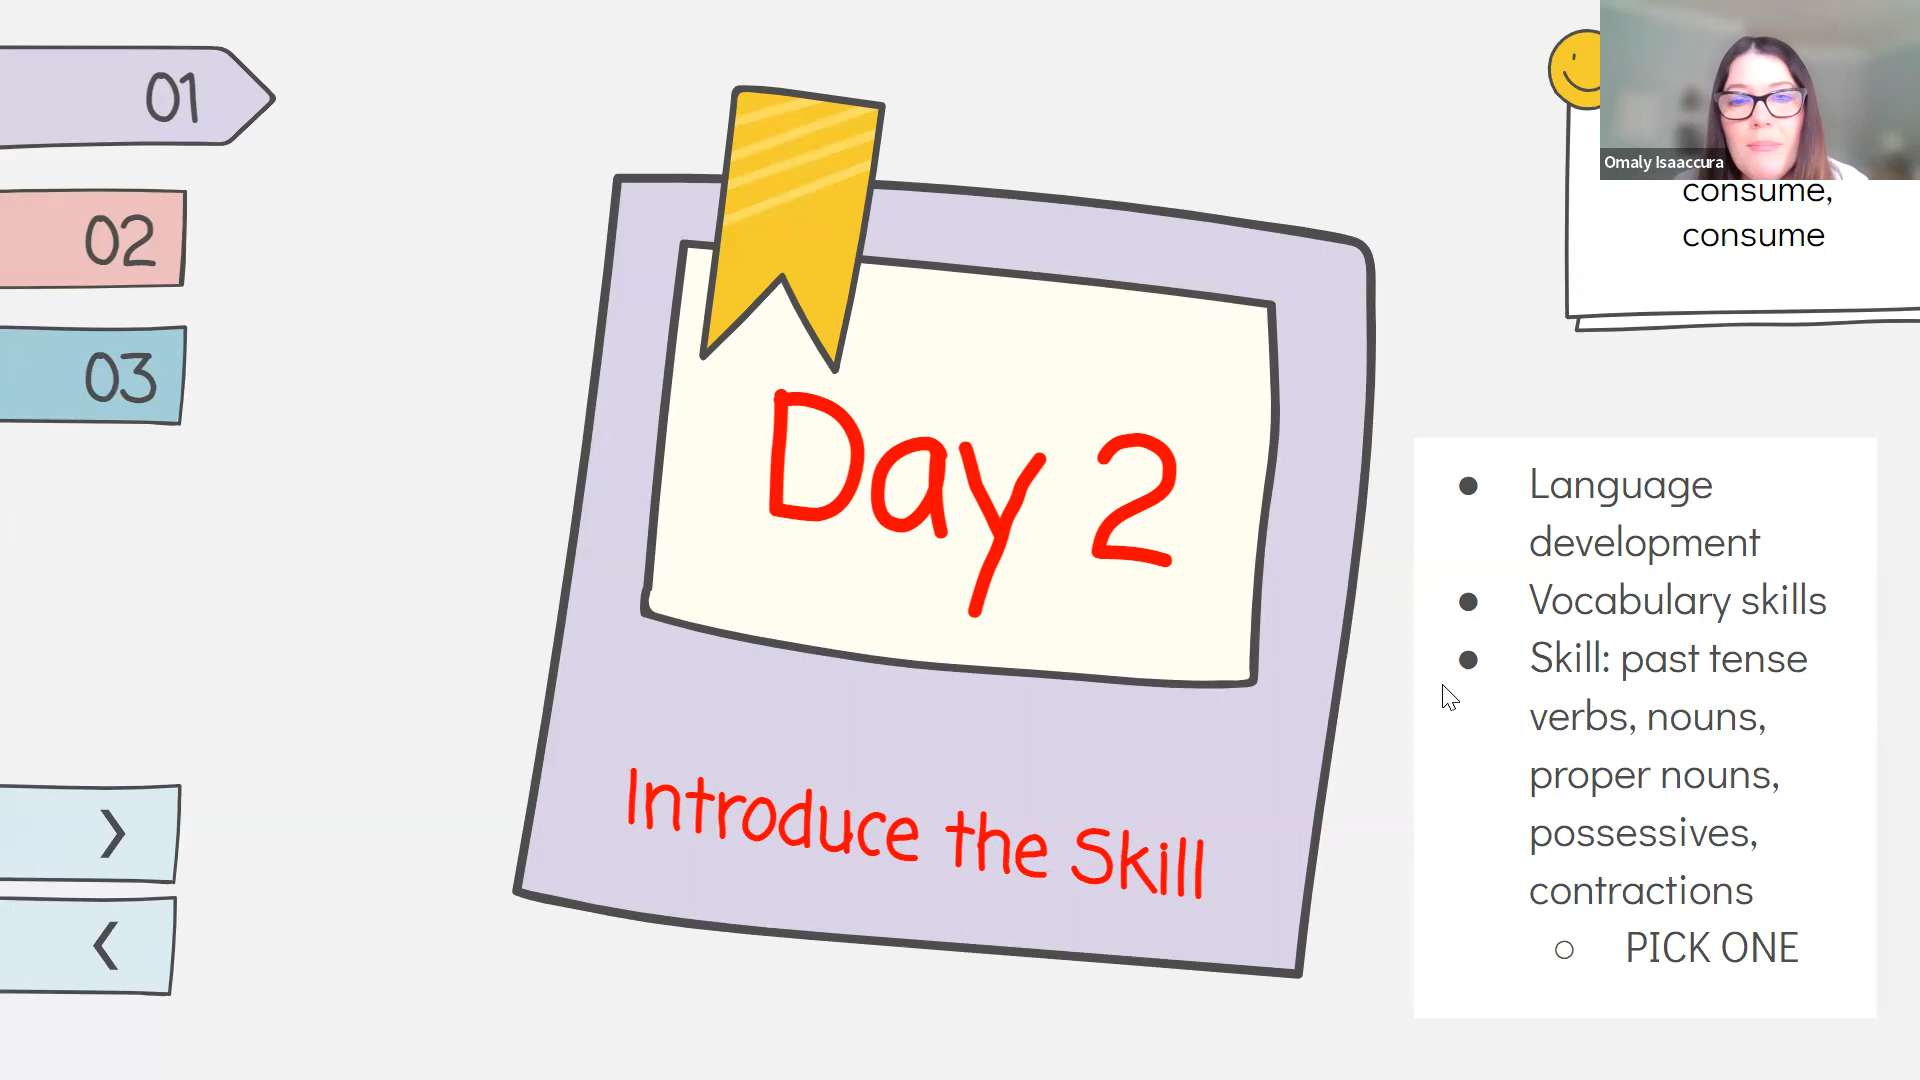 01
02
03
Day 2
Introduce the Skill
Omaly Isaaccura
consume,
consume
● Language
development
● Vocabulary skills
● Skill: past tense
verbs, nouns,
proper nouns,
possessives,
contractions
○ PICK ONE